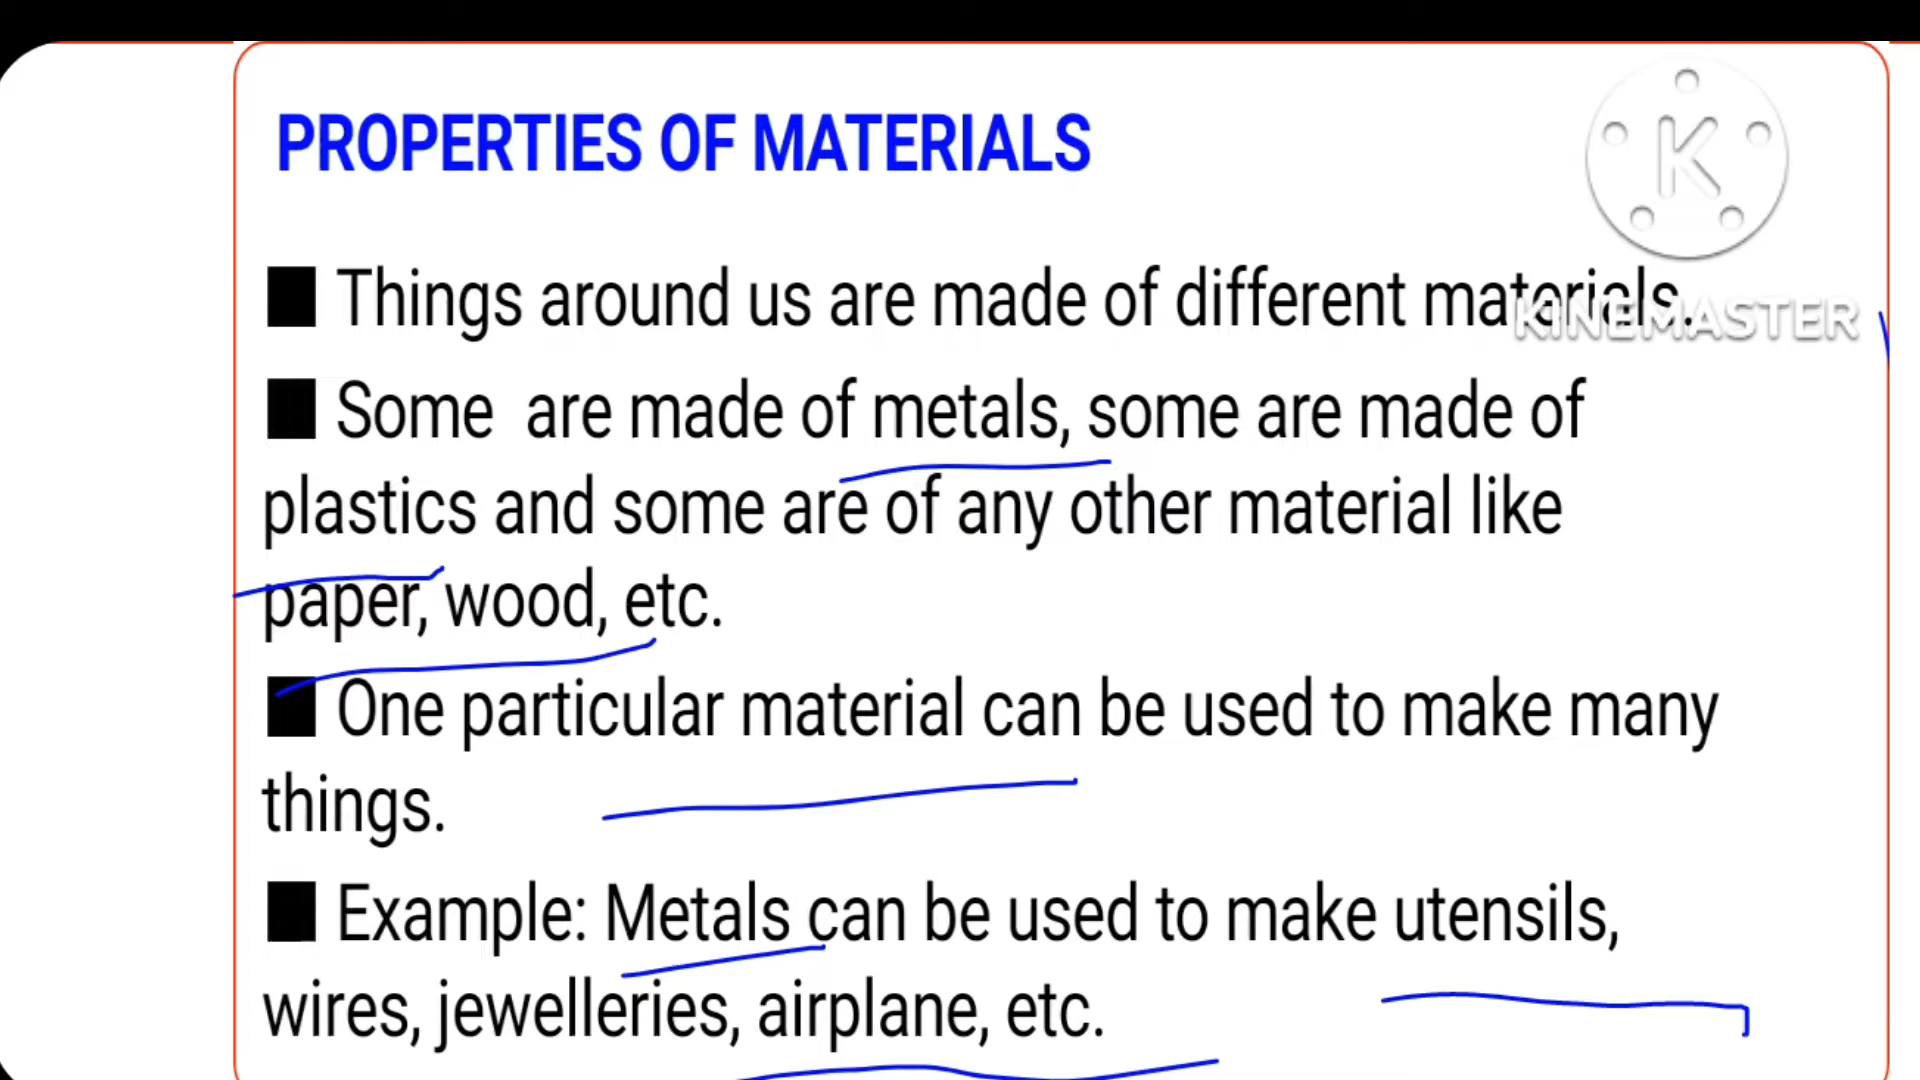 PROPERTIES OF MATERIALS
K
■ Things around us are made of different materials.
KINEMASTER
■ Some are made of metals, some are made of
plastics and some are of any other material like
paper, wood, etc.
■ One particular material can be used to make many
things.
■ Example: Metals can be used to make utensils,
wires, jewelleries, airplane, etc.